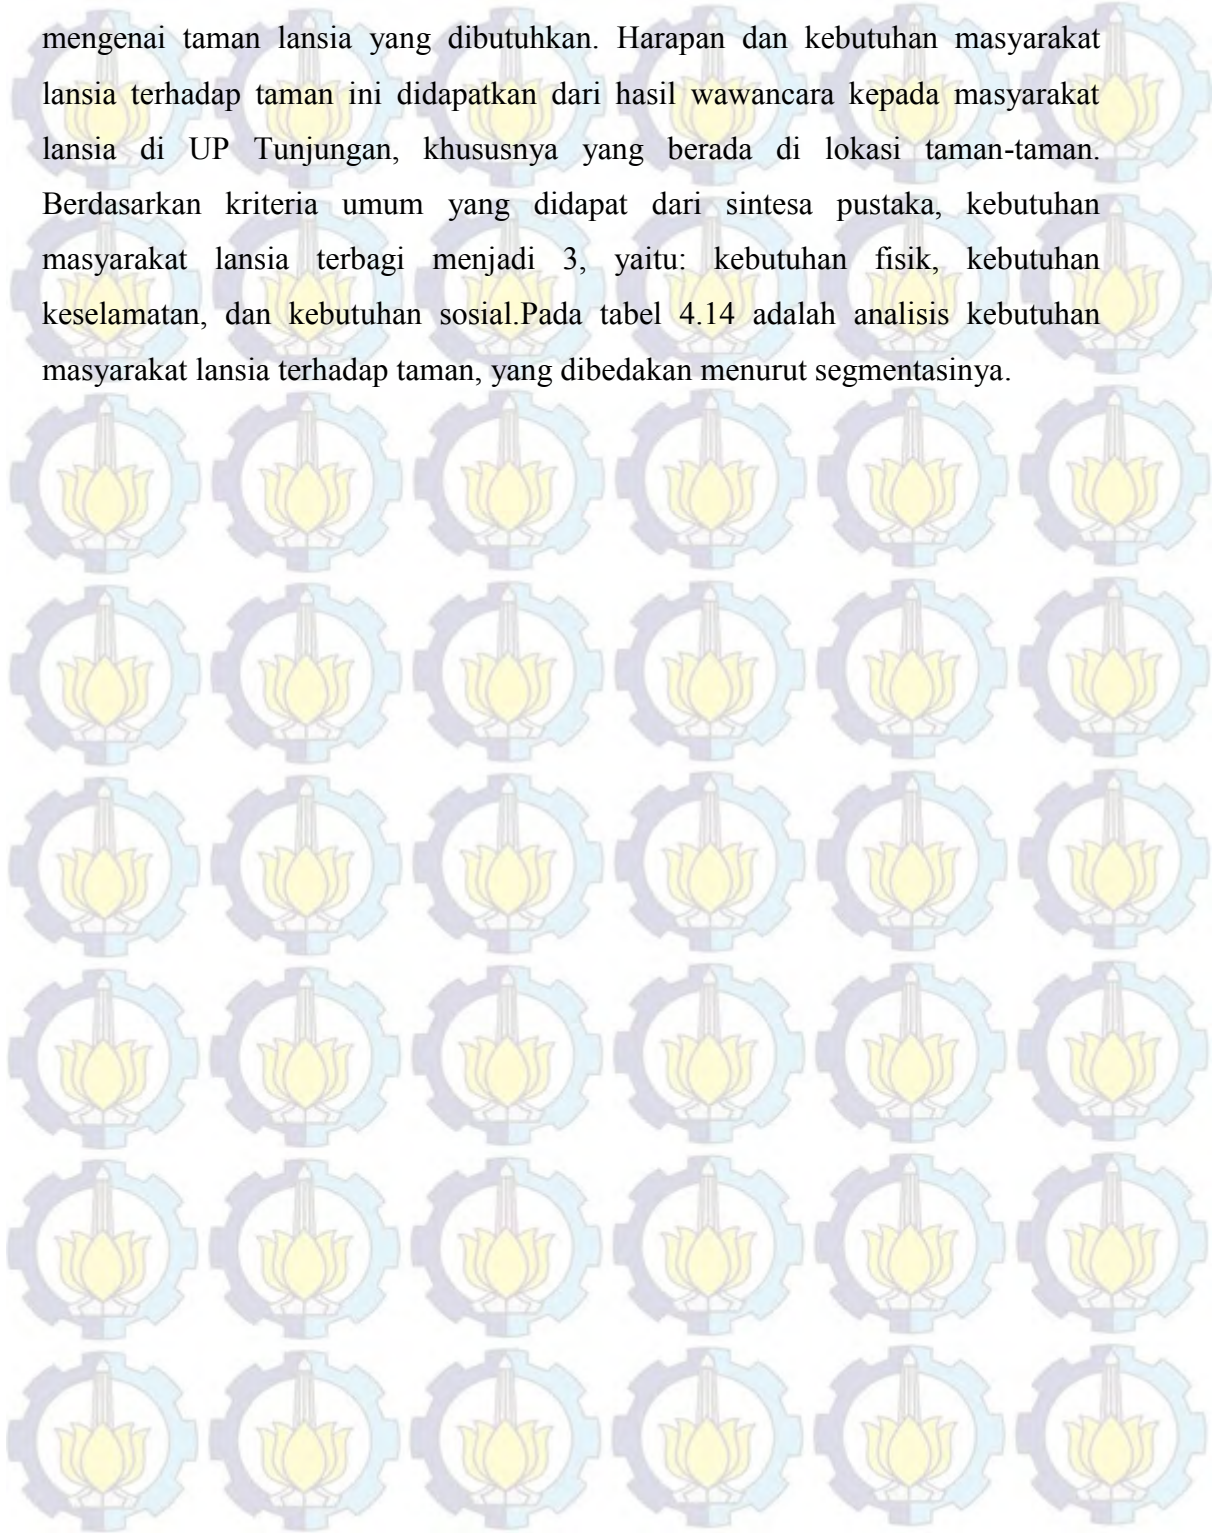 mengenai taman lansia yang dibutuhkan. Harapan dan kebutuhan masyarakat
lansia terhadap taman ini didapatkan dari hasil wawancara kepada masyarakat
lansia di UP Tunjungan, khususnya yang berada di lokasi taman-taman.
Berdasarkan kriteria umum yang didapat dari sintesa pustaka, kebutuhan
masyarakat lansia terbagi menjadi 3, yaitu: kebutuhan fisik, kebutuhan
keselamatan, dan kebutuhan sosial.Pada tabel 4.14 adalah analisis kebutuhan
masyarakat lansia terhadap taman, yang dibedakan menurut segmentasinya.